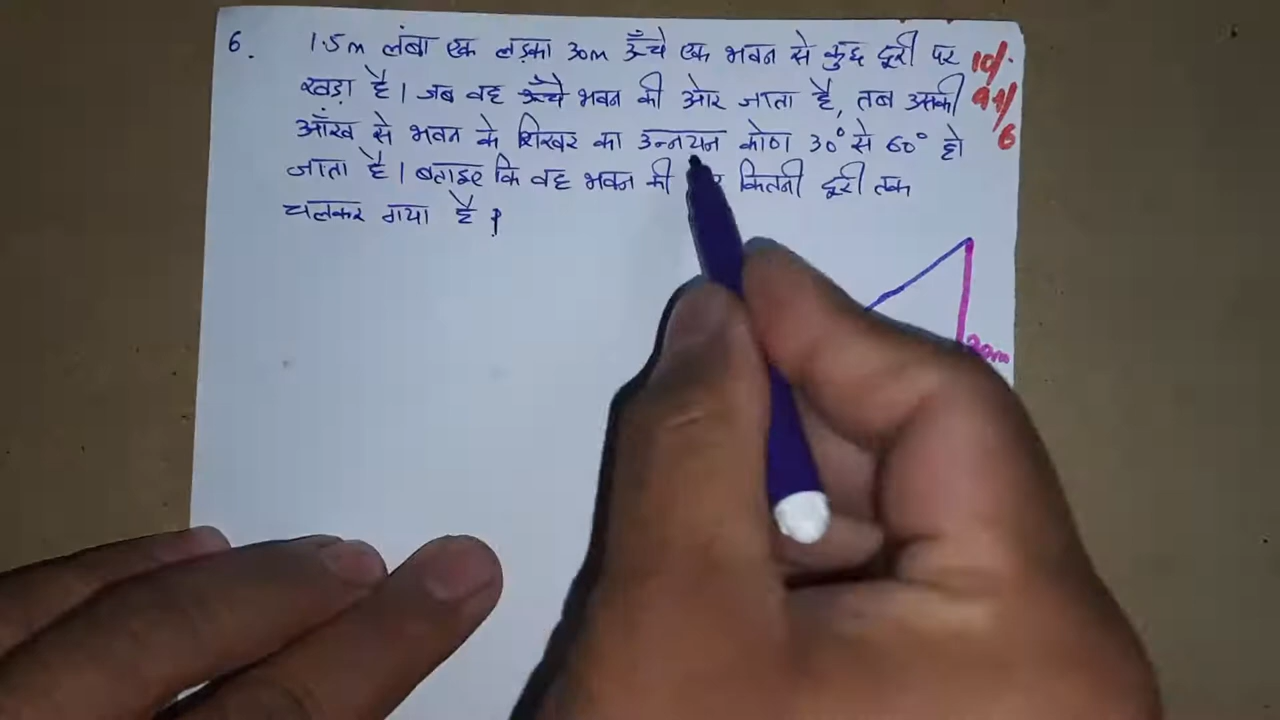 6. 1.5m लंबा एक लड़का 30m ऊँचे एक भवन से कुछ दूरी पर
खड़ा है। जब वह ऊँचे भवन की ओर जाता है, तब उसकी
आँख से भवन के शिखर का उन्नयन कोण 30° से 60° हो
जाता है। बताइए कि वह भवन की कितनी दूरी तक
चलकर गया है?
10/.
9.1/
6
30m